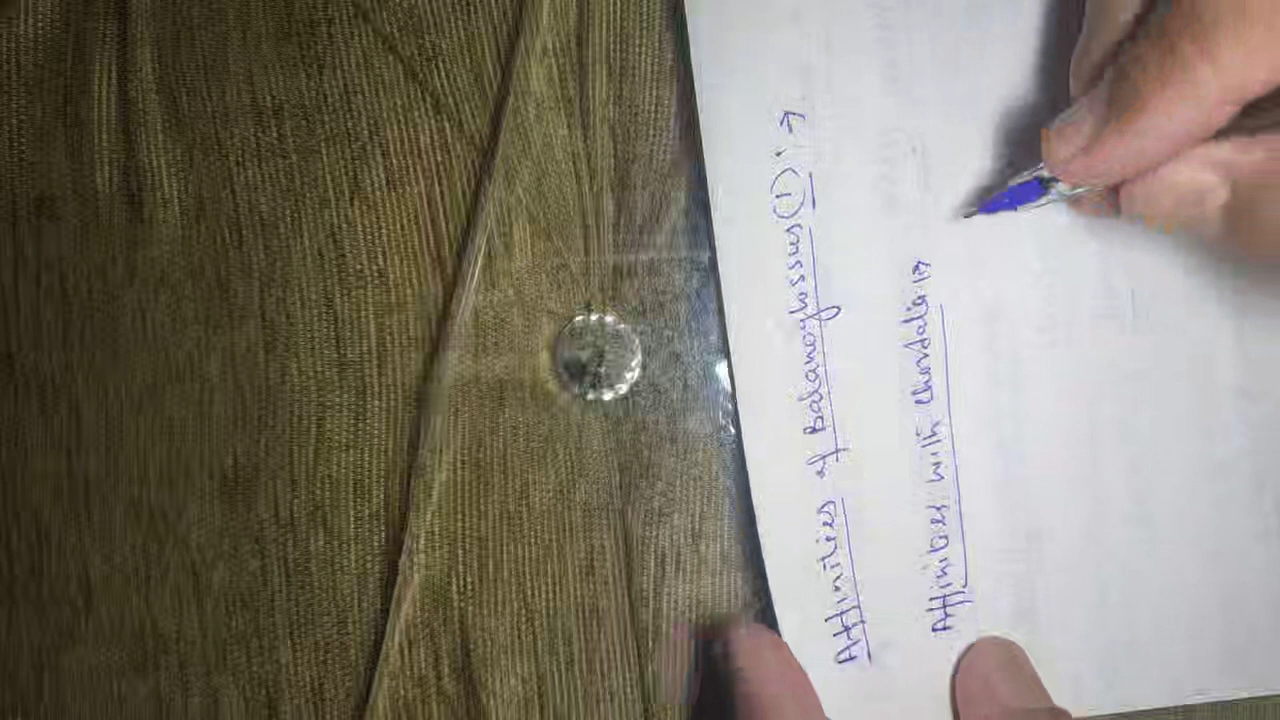 Affinities of Balanoglossus (1) : →
Affinities with Chordata :→